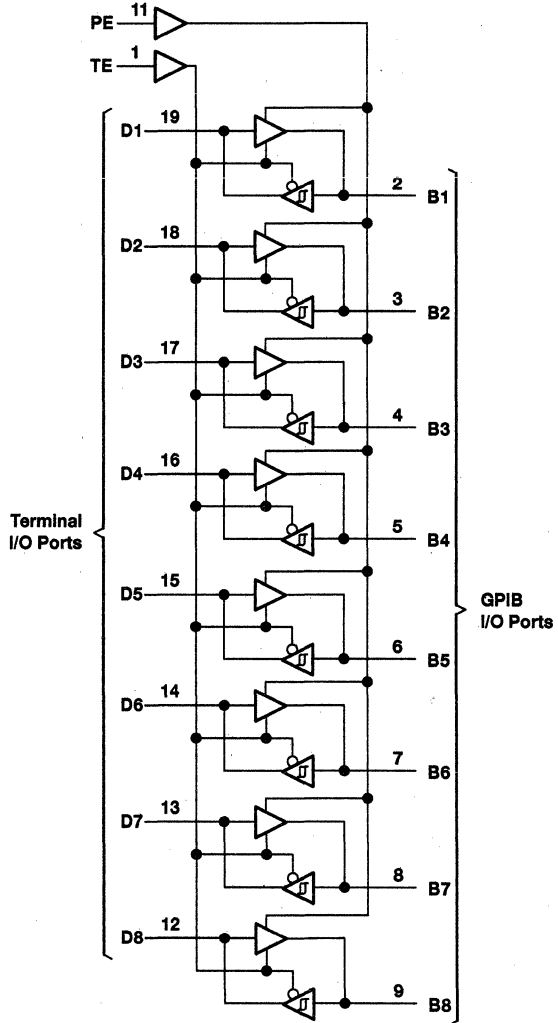 PE 11
TE 1
D1 19
2 B1
D2 18
3 B2
D3 17
4 B3
D4 16
Terminal
I/O Ports
5 B4
D5 15
GPIB
I/O Ports
6 B5
D6 14
7 B6
D7 13
8 B7
D8 12
9 B8